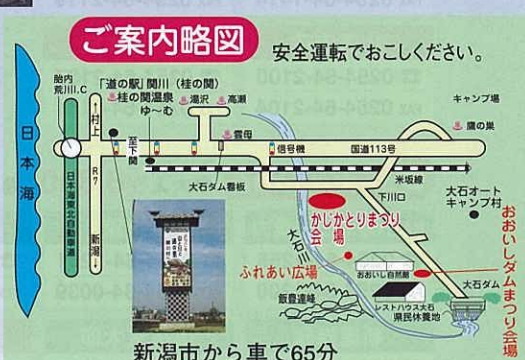 ご案内略図
安全運転でおこしください。
胎内
荒川I.C
「道の駅」関川(桂の関)
桂の関温泉
ゆ~む
湯沢
高瀬
雲母
キャンプ場
鷹の巣
日本海
日本海東北自動車道
←村上
R7
新潟→
至下関
信号機
国道113号
大石ダム看板
米坂線
下川口
大石オート
キャンプ村
かじかとりまつり
会場
大石川
ふれあい広場
おおいし自然館
大石ダム
おおいしダムまつり会場
飯豊連峰
レストハウス大石
県民休養地
新潟市から車で65分